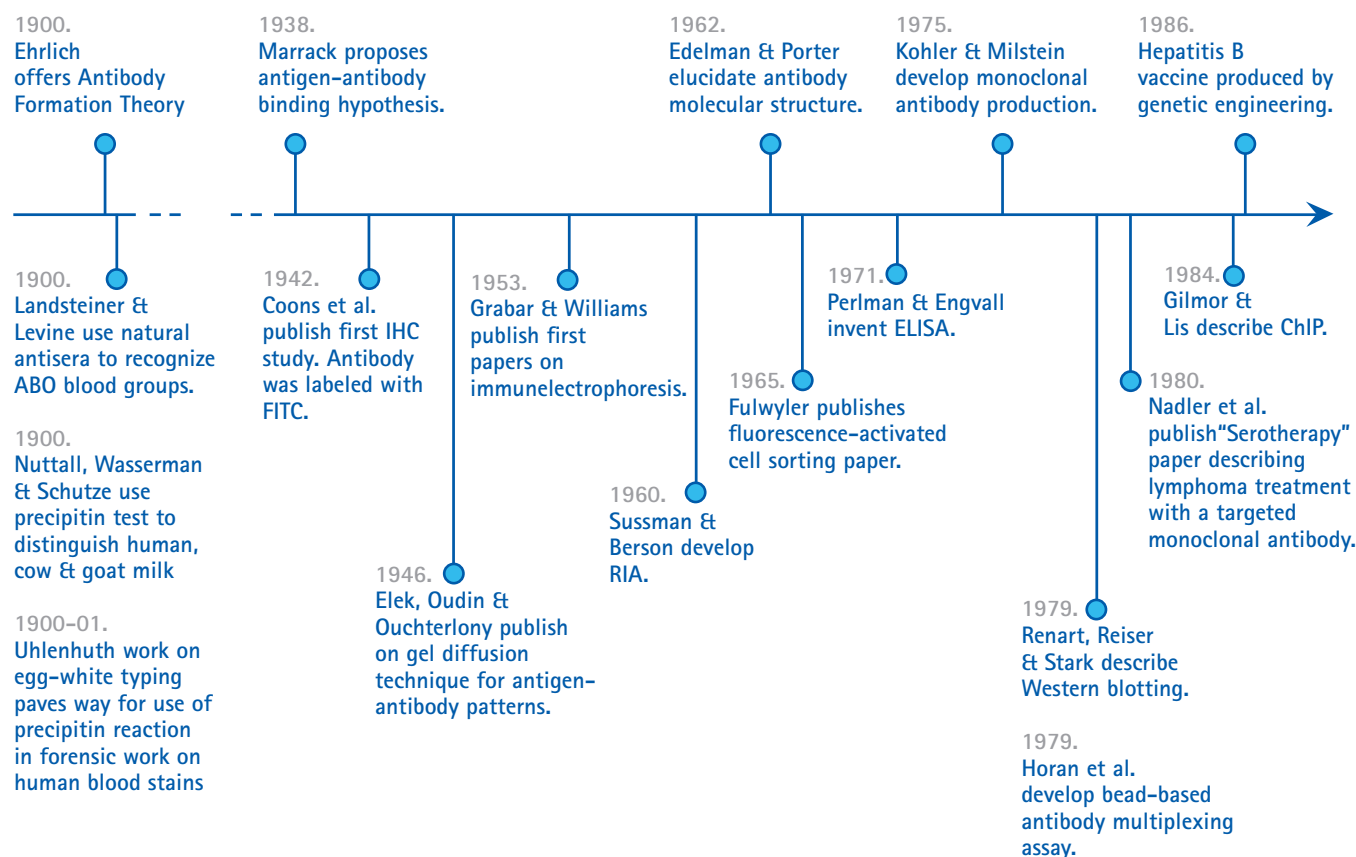 1900.
Ehrlich
offers Antibody
Formation Theory
1938.
Marrack proposes
antigen-antibody
binding hypothesis.
1962.
Edelman & Porter
elucidate antibody
molecular structure.
1975.
Kohler & Milstein
develop monoclonal
antibody production.
1986.
Hepatitis B
vaccine produced by
genetic engineering.
1900.
Landsteiner &
Levine use natural
antisera to recognize
ABO blood groups.
1900.
Nuttall, Wasserman
& Schutze use
precipitin test to
distinguish human,
cow & goat milk
1900-01.
Uhlenhuth work on
egg-white typing
paves way for use of
precipitin reaction
in forensic work on
human blood stains
1942.
Coons et al.
publish first IHC
study. Antibody
was labeled with
FITC.
1946.
Elek, Oudin &
Ouchterlony publish
on gel diffusion
technique for antigen-
antibody patterns.
1953.
Grabar & Williams
publish first
papers on
immunelectrophoresis.
1960.
Sussman &
Berson develop
RIA.
1965.
Fulwyler publishes
fluorescence-activated
cell sorting paper.
1971.
Perlman & Engvall
invent ELISA.
1979.
Renart, Reiser
& Stark describe
Western blotting.
1979.
Horan et al.
develop bead-based
antibody multiplexing
assay.
1980.
Nadler et al.
publish"Serotherapy"
paper describing
lymphoma treatment
with a targeted
monoclonal antibody.
1984.
Gilmor &
Lis describe ChIP.